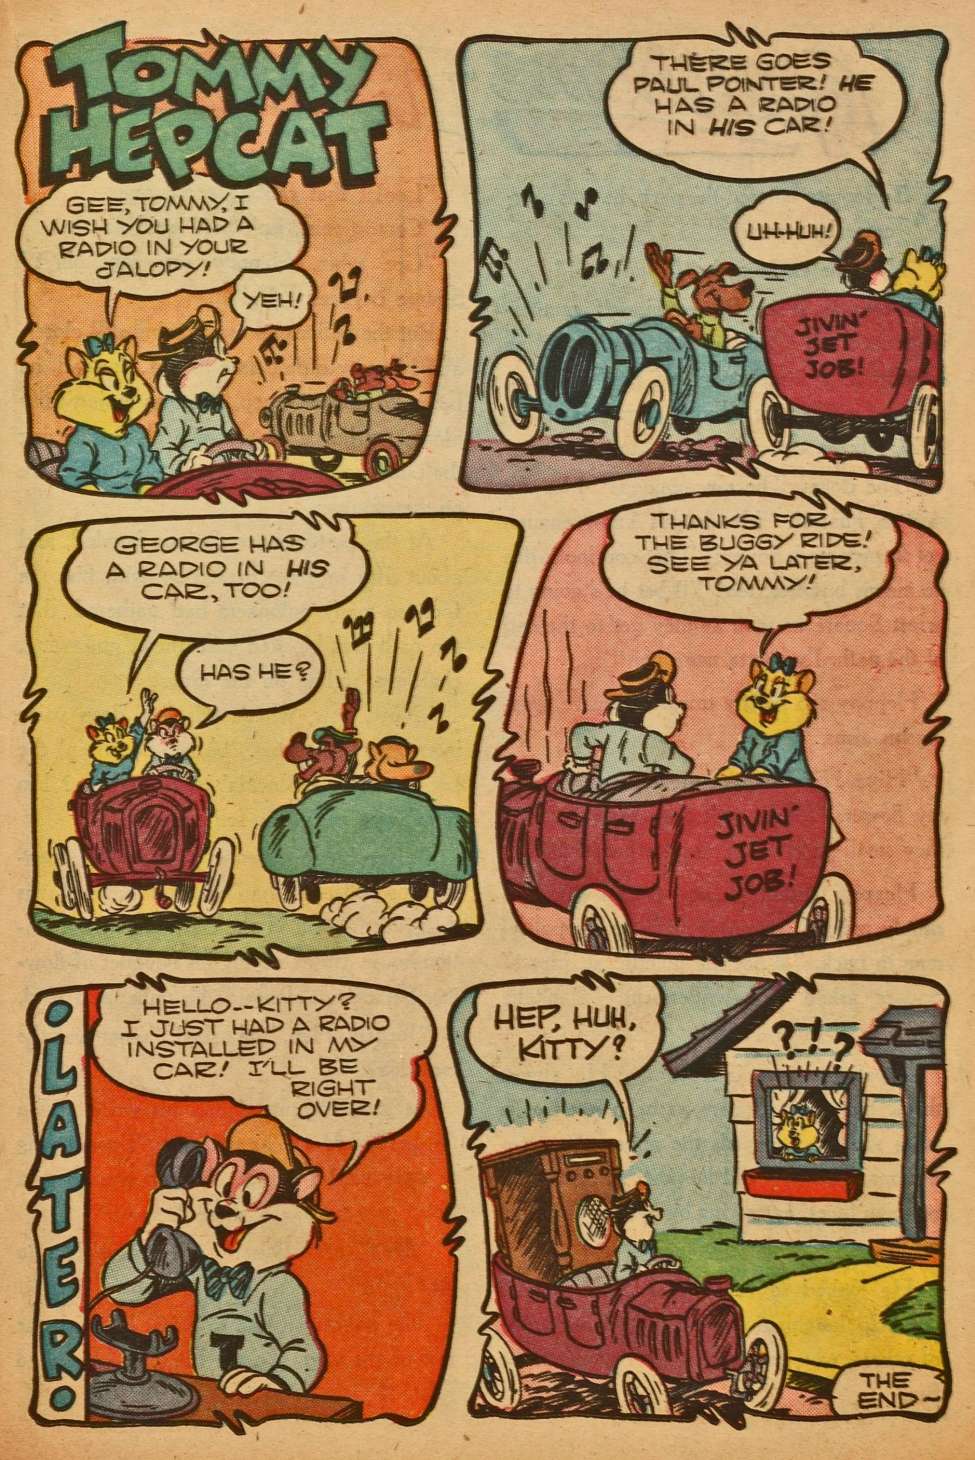 TOMMY
HEPCAT
GEE, TOMMY, I
WISH YOU HAD A
RADIO IN YOUR
JALOPY!
YEH!
THERE GOES
PAUL POINTER! HE
HAS A RADIO
IN HIS CAR!
UH-HUH!
JIVIN'
JET
JOB!
GEORGE HAS
A RADIO IN HIS
CAR, TOO!
HAS HE?
THANKS FOR
THE BUGGY RIDE!
SEE YA LATER,
TOMMY!
JIVIN'
JET
JOB!
•LATER•
HELLO--KITTY?
I JUST HAD A RADIO
INSTALLED IN MY
CAR! I'LL BE
RIGHT
OVER!
T
HEP, HUH,
KITTY?
?!?
THE
END~